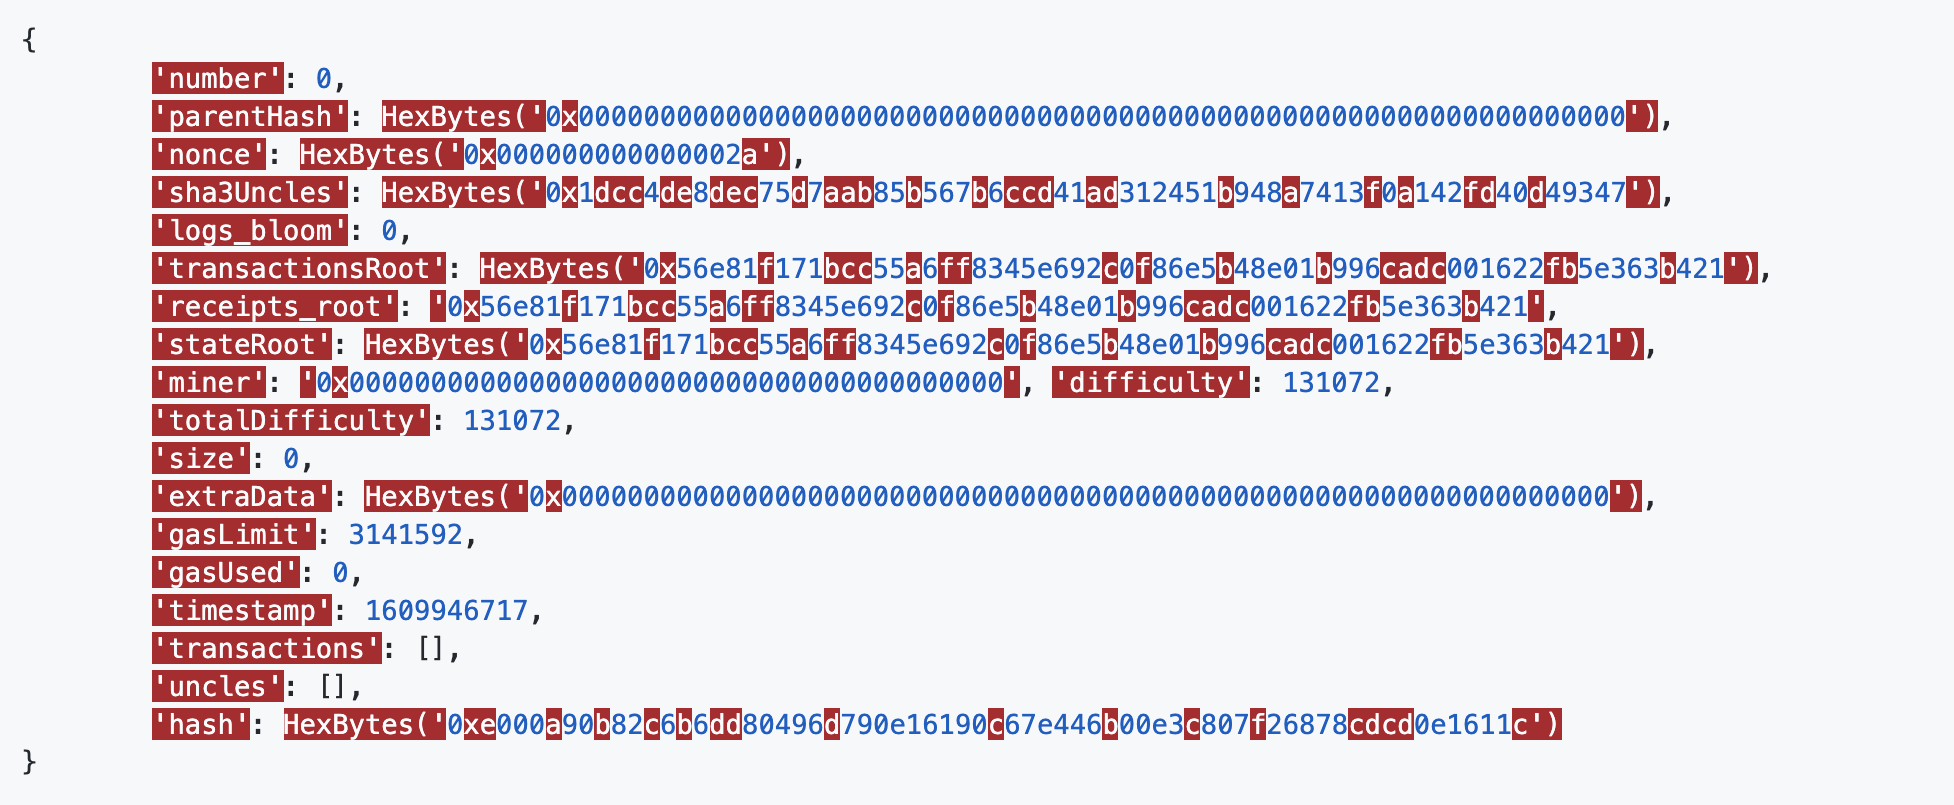 {
'number': 0,
'parentHash': HexBytes('0x0000000000000000000000000000000000000000000000000000000000000000'),
'nonce': HexBytes('0x000000000000002a'),
'sha3Uncles': HexBytes('0x1dcc4de8dec75d7aab85b567b6ccd41ad312451b948a7413f0a142fd40d49347'),
'logs_bloom': 0,
'transactionsRoot': HexBytes('0x56e81f171bcc55a6ff8345e692c0f86e5b48e01b996cadc001622fb5e363b421'),
'receipts_root': '0x56e81f171bcc55a6ff8345e692c0f86e5b48e01b996cadc001622fb5e363b421',
'stateRoot': HexBytes('0x56e81f171bcc55a6ff8345e692c0f86e5b48e01b996cadc001622fb5e363b421'),
'miner': '0x0000000000000000000000000000000000000000', 'difficulty': 131072,
'totalDifficulty': 131072,
'size': 0,
'extraData': HexBytes('0x0000000000000000000000000000000000000000000000000000000000000000'),
'gasLimit': 3141592,
'gasUsed': 0,
'timestamp': 1609946717,
'transactions': [],
'uncles': [],
'hash': HexBytes('0xe000a90b82c6b6dd80496d790e16190c67e446b00e3c807f26878cdcd0e1611c')
}